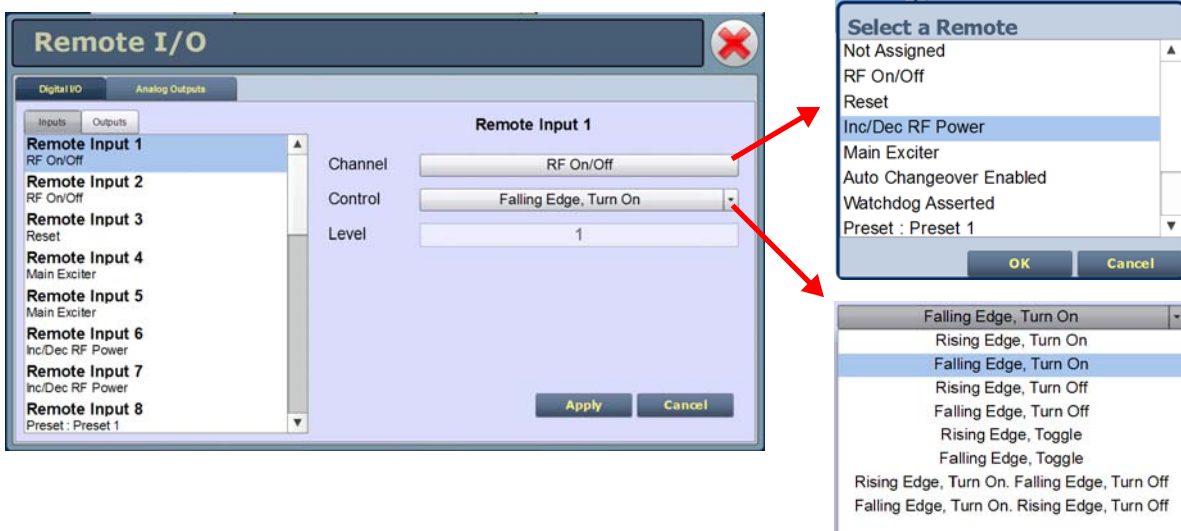 Remote I/O
Digital I/O
Analog Outputs
Inputs
Outputs
Remote Input 1
RF On/Off
Remote Input 2
RF On/Off
Remote Input 3
Reset
Remote Input 4
Main Exciter
Remote Input 5
Main Exciter
Remote Input 6
Inc/Dec RF Power
Remote Input 7
Inc/Dec RF Power
Remote Input 8
Preset : Preset 1
Remote Input 1
Channel
RF On/Off
Control
Falling Edge, Turn On
Level
1
Apply
Cancel
Select a Remote
Not Assigned
RF On/Off
Reset
Inc/Dec RF Power
Main Exciter
Auto Changeover Enabled
Watchdog Asserted
Preset : Preset 1
OK
Cancel
Falling Edge, Turn On
Rising Edge, Turn On
Falling Edge, Turn On
Rising Edge, Turn Off
Falling Edge, Turn Off
Rising Edge, Toggle
Falling Edge, Toggle
Rising Edge, Turn On. Falling Edge, Turn Off
Falling Edge, Turn On. Rising Edge, Turn Off